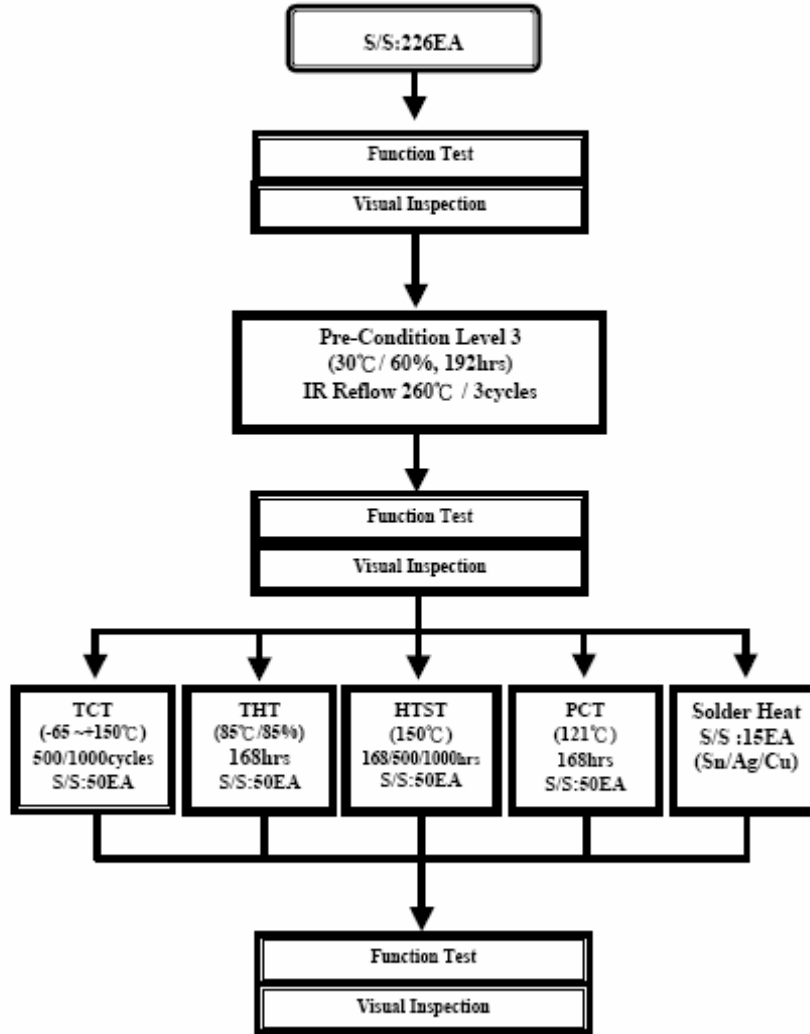 S/S:226EA
Function Test
Visual Inspection
Pre-Condition Level 3
(30℃/ 60%, 192hrs)
IR Reflow 260℃ / 3cycles
Function Test
Visual Inspection
TCT
(-65 ~+150℃)
500/1000cycles
S/S:50EA
THT
(85℃/85%)
168hrs
S/S:50EA
HTST
(150℃)
168/500/1000hrs
S/S:50EA
PCT
(121℃)
168hrs
S/S:50EA
Solder Heat
S/S :15EA
(Sn/Ag/Cu)
Function Test
Visual Inspection